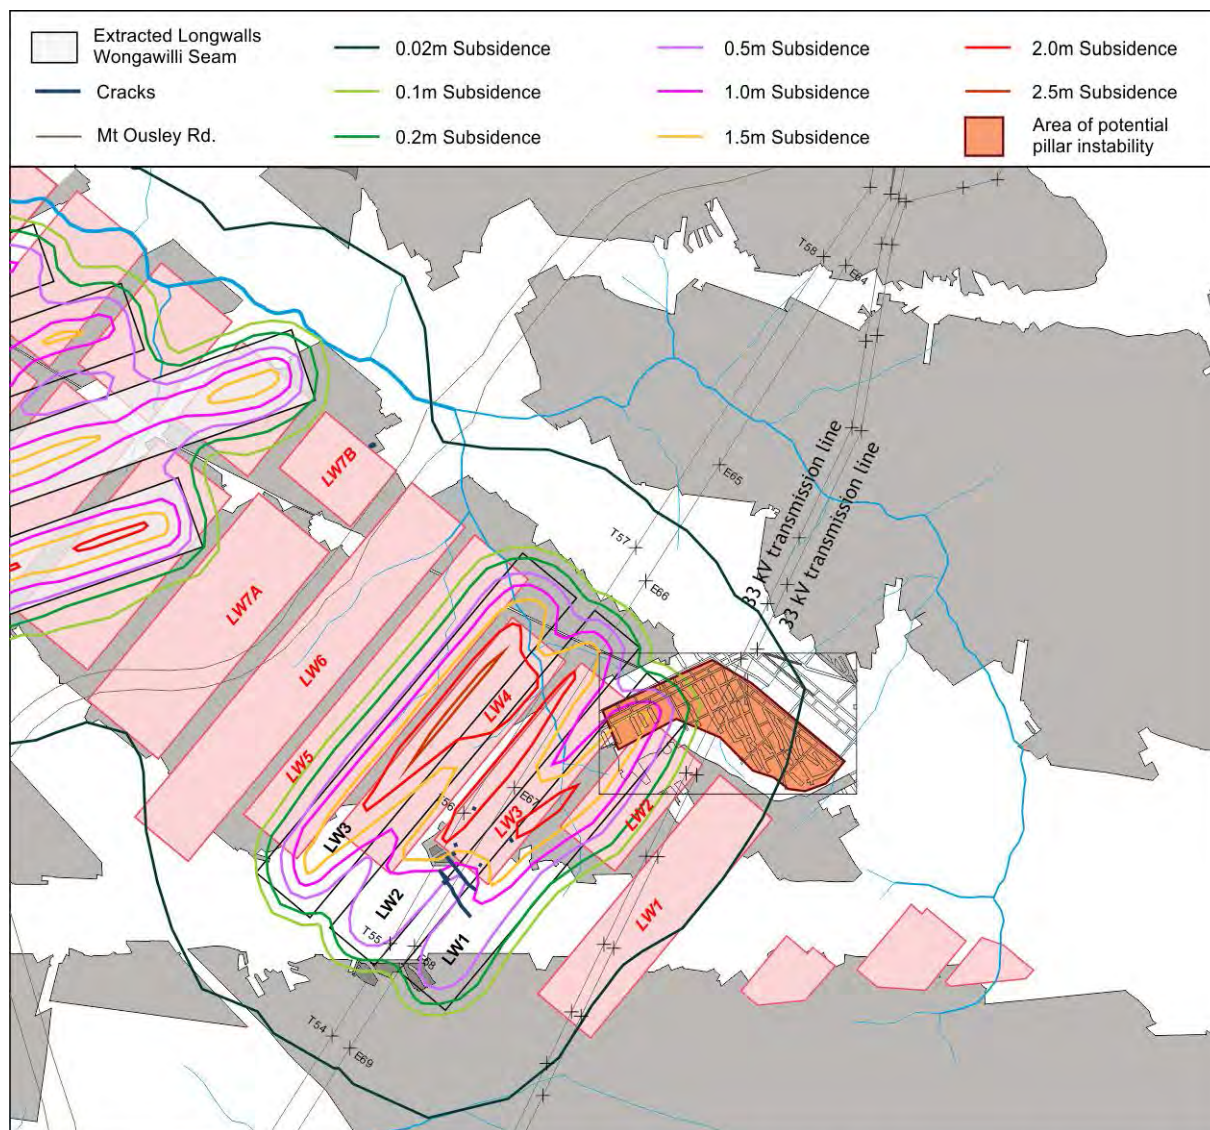 Extracted Longwalls
Wongawilli Seam
Cracks
Mt Ousley Rd.
0.02m Subsidence
0.1m Subsidence
0.2m Subsidence
0.5m Subsidence
1.0m Subsidence
1.5m Subsidence
2.0m Subsidence
2.5m Subsidence
Area of potential
pillar instability
T58
E64
LW7B
E65
33 kV transmission line
33 kV transmission line
T57
E66
LW7A
LW6
LW4
LW5
E67
56
LW3
LW3
LW2
LW2
LW1
LW1
T55
68
T54
E69